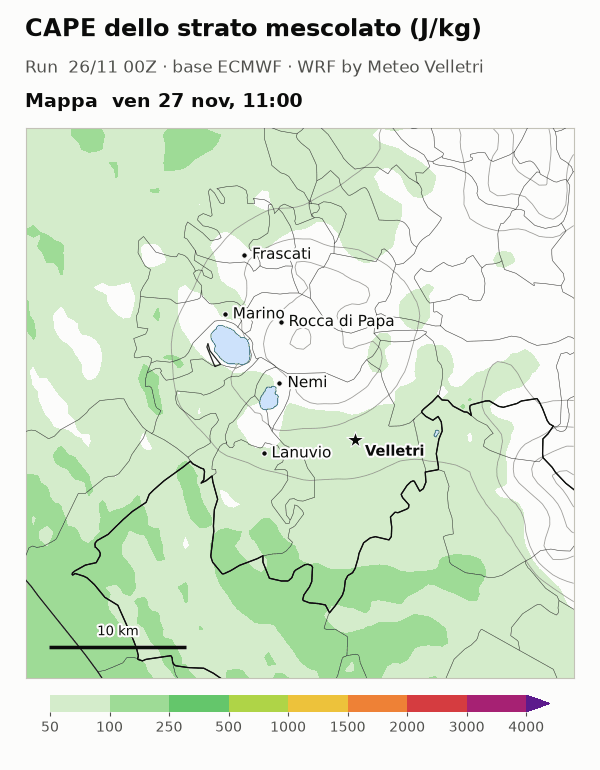 CAPE dello strato mescolato (J/kg)
Run  26/11 00Z · base ECMWF · WRF by Meteo Velletri
Mappa  ven 27 nov, 11:00
Frascati
Marino
Rocca di Papa
Nemi
Velletri
Lanuvio
10 km
50 100 250 500 1000 1500 2000 3000 4000